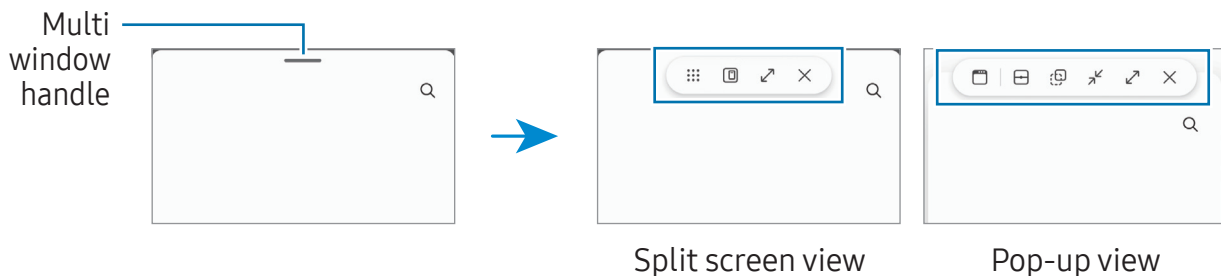 Multi
window
handle
Split screen view
Pop-up view